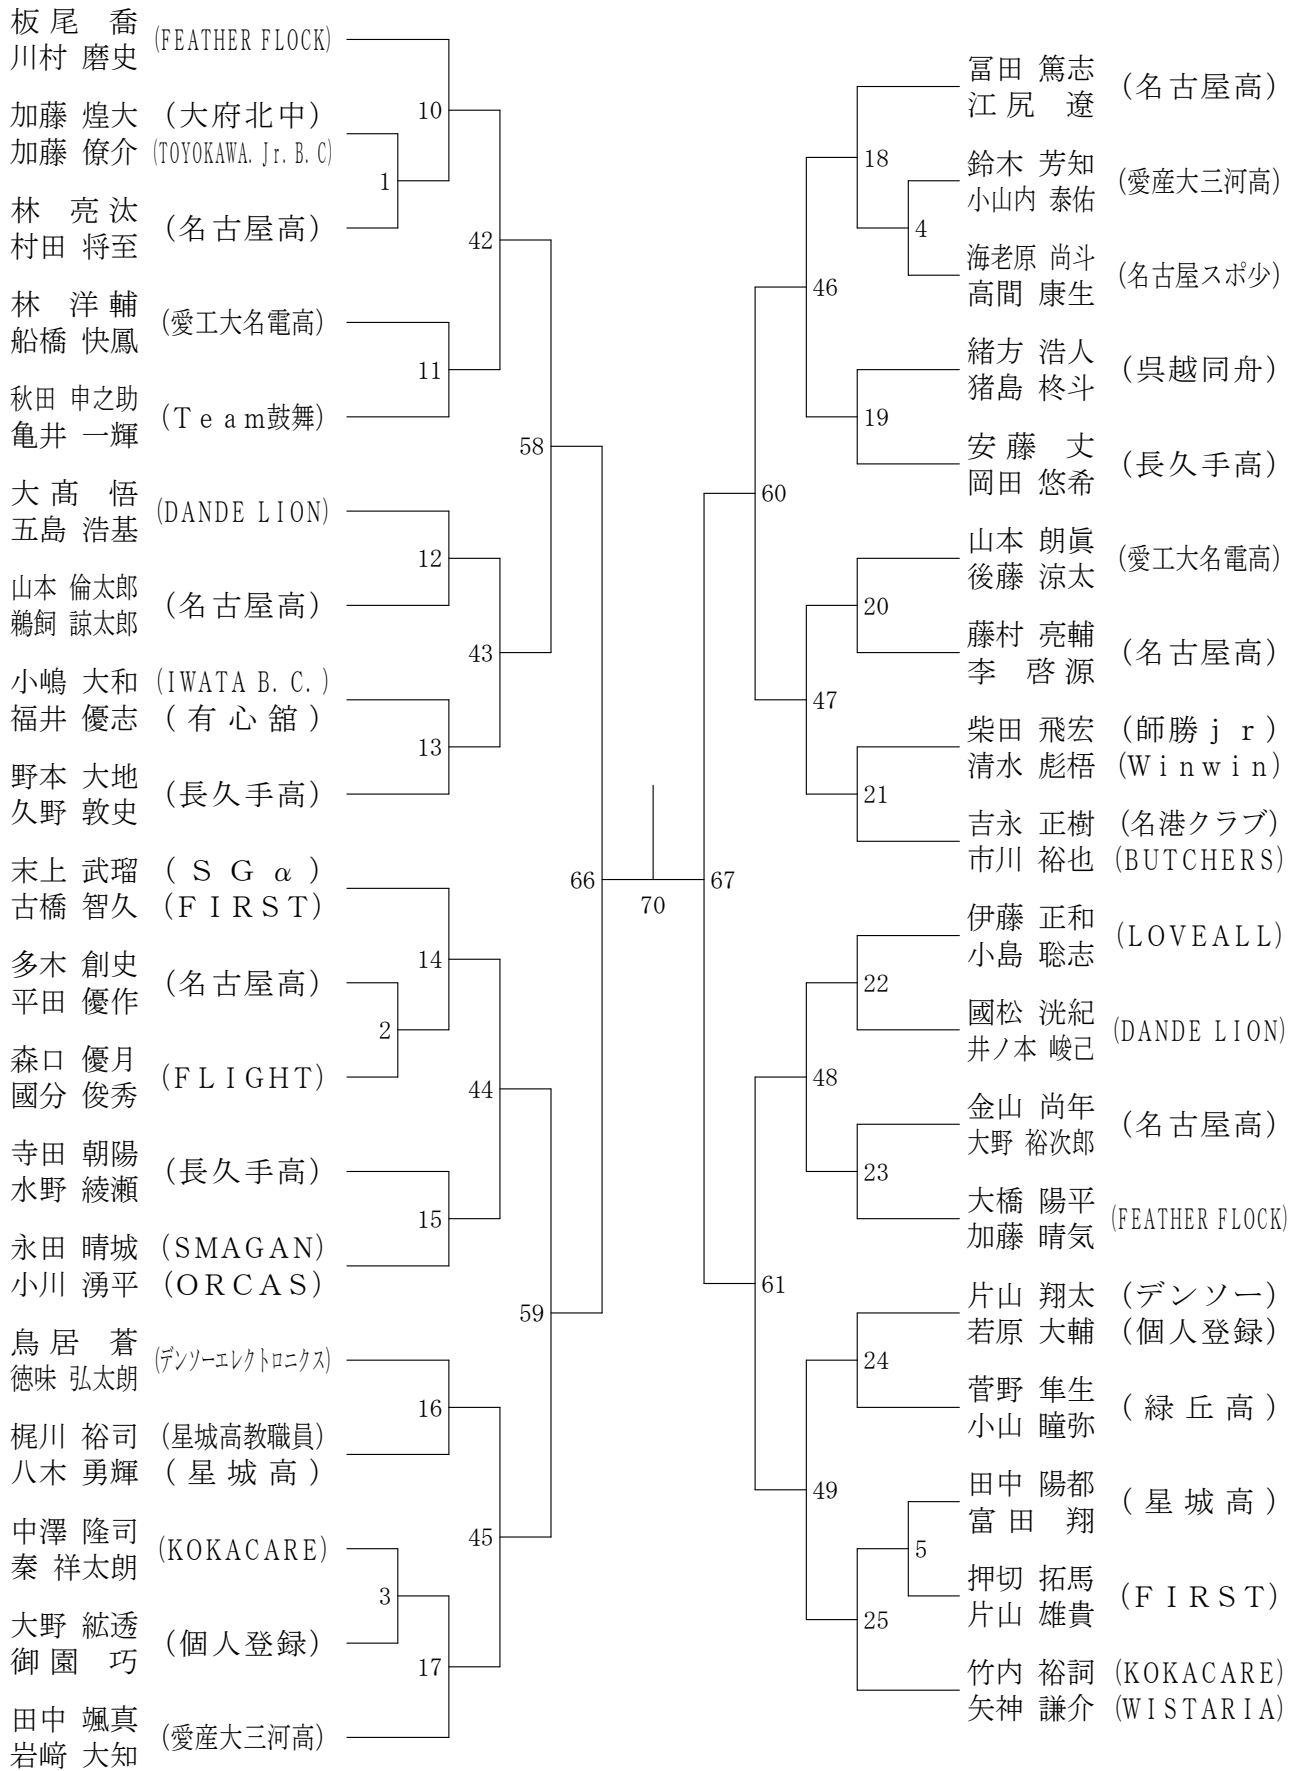 板尾 喬 (FEATHER FLOCK)
川村 磨史
加藤 煌大 (大府北中)
加藤 僚介 (TOYOKAWA. Jr. B. C)
1
10
林 亮汰 (名古屋高)
村田 将至
42
林 洋輔 (愛工大名電高)
船橋 快鳳
11
秋田 申之助 (Team鼓舞)
亀井 一輝
58
大髙 悟 (DANDE LION)
五島 浩基
12
山本 倫太郎 (名古屋高)
鵜飼 諒太郎
43
小嶋 大和 (IWATA B. C. )
福井 優志 (有心舘)
13
野本 大地 (長久手高)
久野 敦史
末上 武瑠 (SGα)
古橋 智久 (FIRST)
66
14
多木 創史 (名古屋高)
平田 優作
2
森口 優月 (FLIGHT)
國分 俊秀
44
寺田 朝陽 (長久手高)
水野 綾瀬
15
永田 晴城 (SMAGAN)
小川 湧平 (ORCAS)
59
鳥居 蒼 (デンソーエレクトロニクス)
徳味 弘太朗
16
梶川 裕司 (星城高教職員)
八木 勇輝 (星城高)
45
中澤 隆司 (KOKACARE)
秦 祥太朗
3
大野 紘透 (個人登録)
御園 巧
17
田中 颯真 (愛産大三河高)
岩﨑 大知
70
冨田 篤志 (名古屋高)
江尻 遼
18
鈴木 芳知 (愛産大三河高)
小山内 泰佑
4
海老原 尚斗 (名古屋スポ少)
高間 康生
46
緒方 浩人 (呉越同舟)
猪島 柊斗
19
安藤 丈 (長久手高)
岡田 悠希
60
山本 朗眞 (愛工大名電高)
後藤 涼太
20
藤村 亮輔 (名古屋高)
李 啓源
47
柴田 飛宏 (師勝jr)
清水 彪梧 (Winwin)
21
吉永 正樹 (名港クラブ)
市川 裕也 (BUTCHERS)
67
伊藤 正和 (LOVEALL)
小島 聡志
22
國松 洸紀 (DANDE LION)
井ノ本 崚己
48
金山 尚年 (名古屋高)
大野 裕次郎
23
大橋 陽平 (FEATHER FLOCK)
加藤 晴気
61
片山 翔太 (デンソー)
若原 大輔 (個人登録)
24
菅野 隼生 (緑丘高)
小山 瞳弥
49
田中 陽都 (星城高)
富田 翔
5
押切 拓馬 (FIRST)
片山 雄貴
25
竹内 裕詞 (KOKACARE)
矢神 謙介 (WISTARIA)